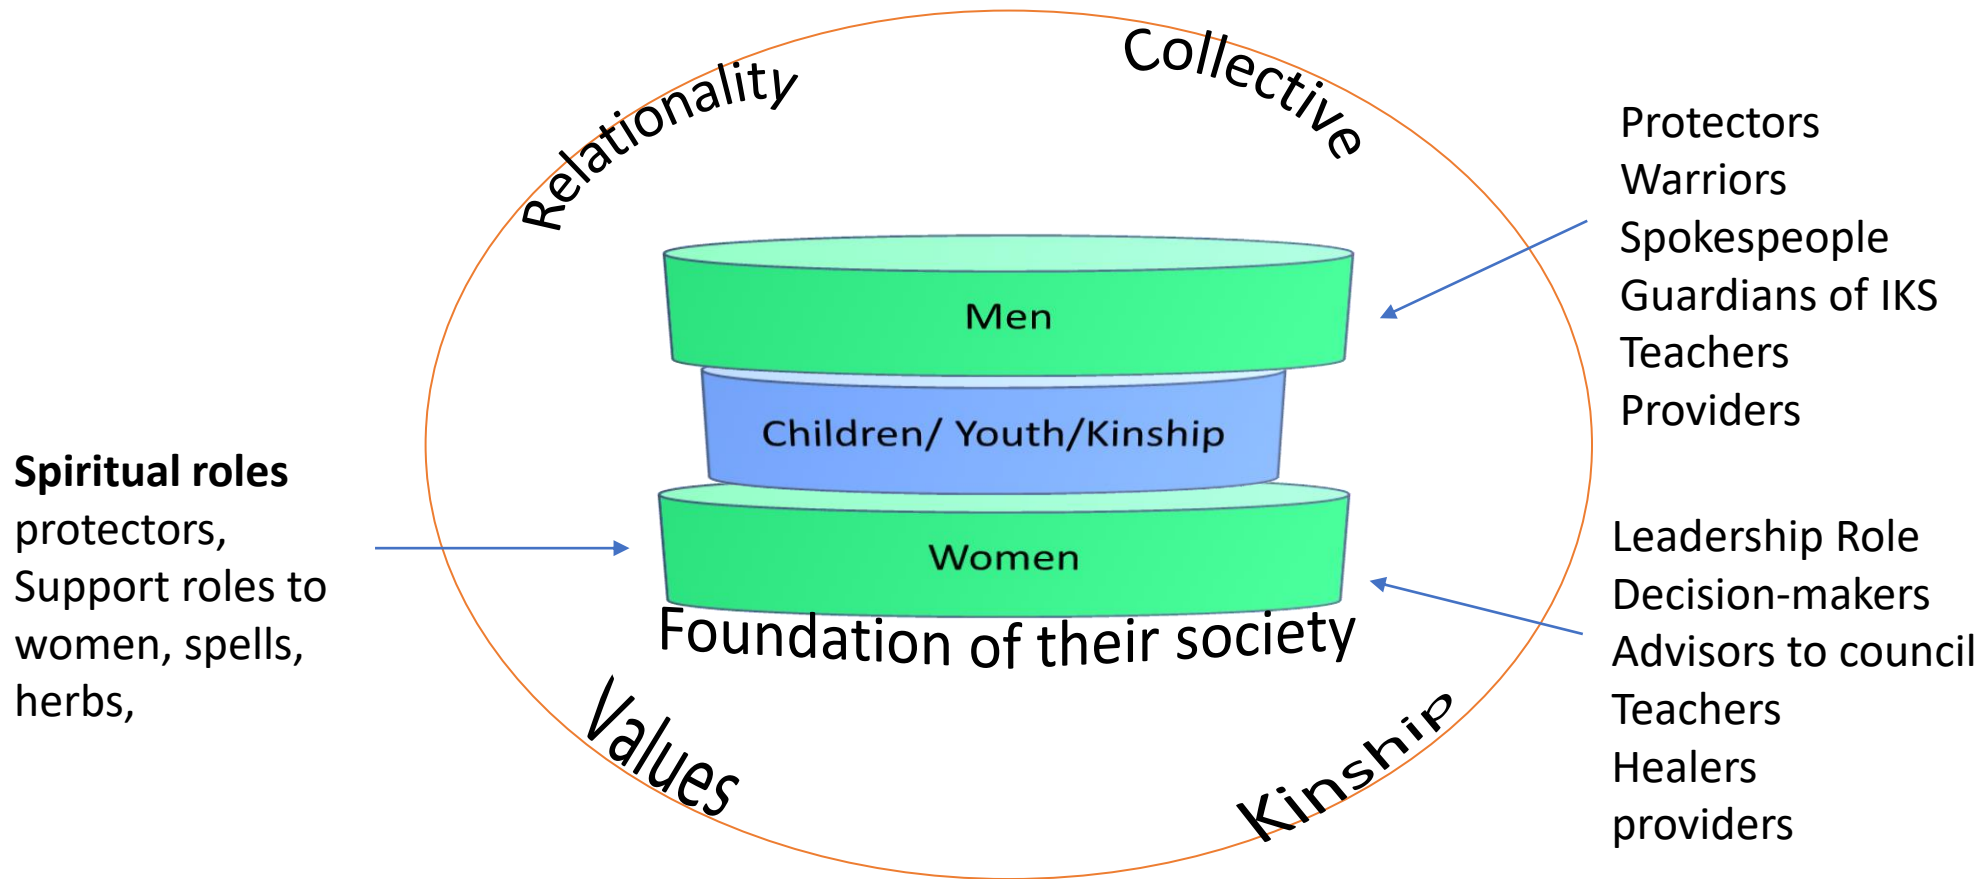 Relationality
Collective
Protectors
Warriors
Spokespeople
Guardians of IKS
Teachers
Providers
Men
Children/ Youth/Kinship
Women
Foundation of their society
Spiritual roles
protectors,
Support roles to
women, spells,
herbs,
Leadership Role
Decision-makers
Advisors to council
Teachers
Healers
providers
Values
Kinship